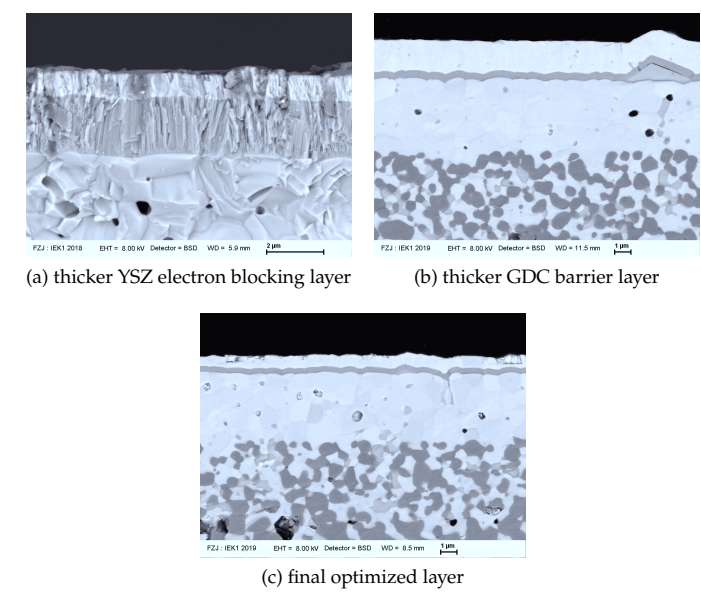 FZJ : IEK1 2018 EHT = 8.00 kV Detector = BSD WD = 5.9 mm 2 µm
FZJ : IEK1 2019 EHT = 8.00 kV Detector = BSD WD = 11.5 mm 1 µm
(a) thicker YSZ electron blocking layer
(b) thicker GDC barrier layer
FZJ : IEK1 2019 EHT = 8.00 kV Detector = BSD WD = 8.5 mm 1 µm
(c) final optimized layer